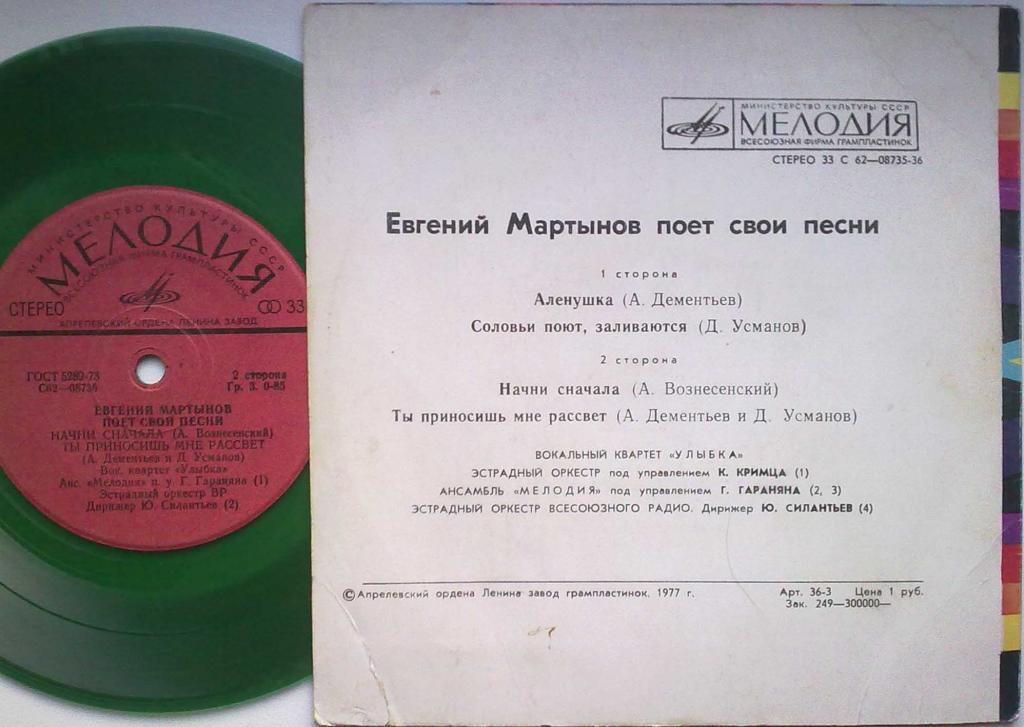 МИНИСТЕРСТВО КУЛЬТУРЫ СССР
МЕЛОДИЯ
ВСЕСОЮЗНАЯ ФИРМА ГРАМПЛАСТИНОК
СТЕРЕО 33
АПРЕЛЕВСКИЙ ОРДЕНА ЛЕНИНА ЗАВОД
ГОСТ 5289-73 2 сторона
С62—08736 Гр. 3. 0-85
ЕВГЕНИЙ МАРТЫНОВ
ПОЕТ СВОИ ПЕСНИ
НАЧНИ СНАЧАЛА (А. Вознесенский)
ТЫ ПРИНОСИШЬ МНЕ РАССВЕТ
(А. Дементьев и Д. Усманов)
Вок. квартет «Улыбка»
Анс. «Мелодия» п. у Г. Гараняна (1)
Эстрадный оркестр ВР
Дирижер Ю. Силантьев (2)
МИНИСТЕРСТВО КУЛЬТУРЫ СССР
МЕЛОДИЯ
ВСЕСОЮЗНАЯ ФИРМА ГРАМПЛАСТИНОК
СТЕРЕО 33 С 62—08735-36
Евгений Мартынов поет свои песни
1 сторона
Аленушка (А. Дементьев)
Соловьи поют, заливаются (Д. Усманов)
2 сторона
Начни сначала (А. Вознесенский)
Ты приносишь мне рассвет (А. Дементьев и Д. Усманов)
ВОКАЛЬНЫЙ КВАРТЕТ «УЛЫБКА»
ЭСТРАДНЫЙ ОРКЕСТР под управлением К. КРИМЦА (1)
АНСАМБЛЬ «МЕЛОДИЯ» под управлением Г. ГАРАНЯНА (2, 3)
ЭСТРАДНЫЙ ОРКЕСТР ВСЕСОЮЗНОГО РАДИО. Дирижер Ю. СИЛАНТЬЕВ (4)
© Апрелевский ордена Ленина завод грампластинок, 1977 г. Арт. 36-3 Цена 1 руб.
Зак. 249—300000—